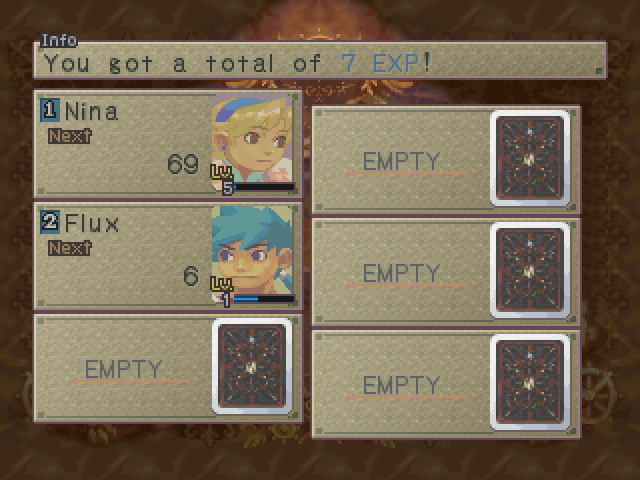 Info
You got a total of 7 EXP!
1 Nina
Next
69
Lv.
5
EMPTY
2 Flux
Next
6
Lv.
1
EMPTY
EMPTY
EMPTY